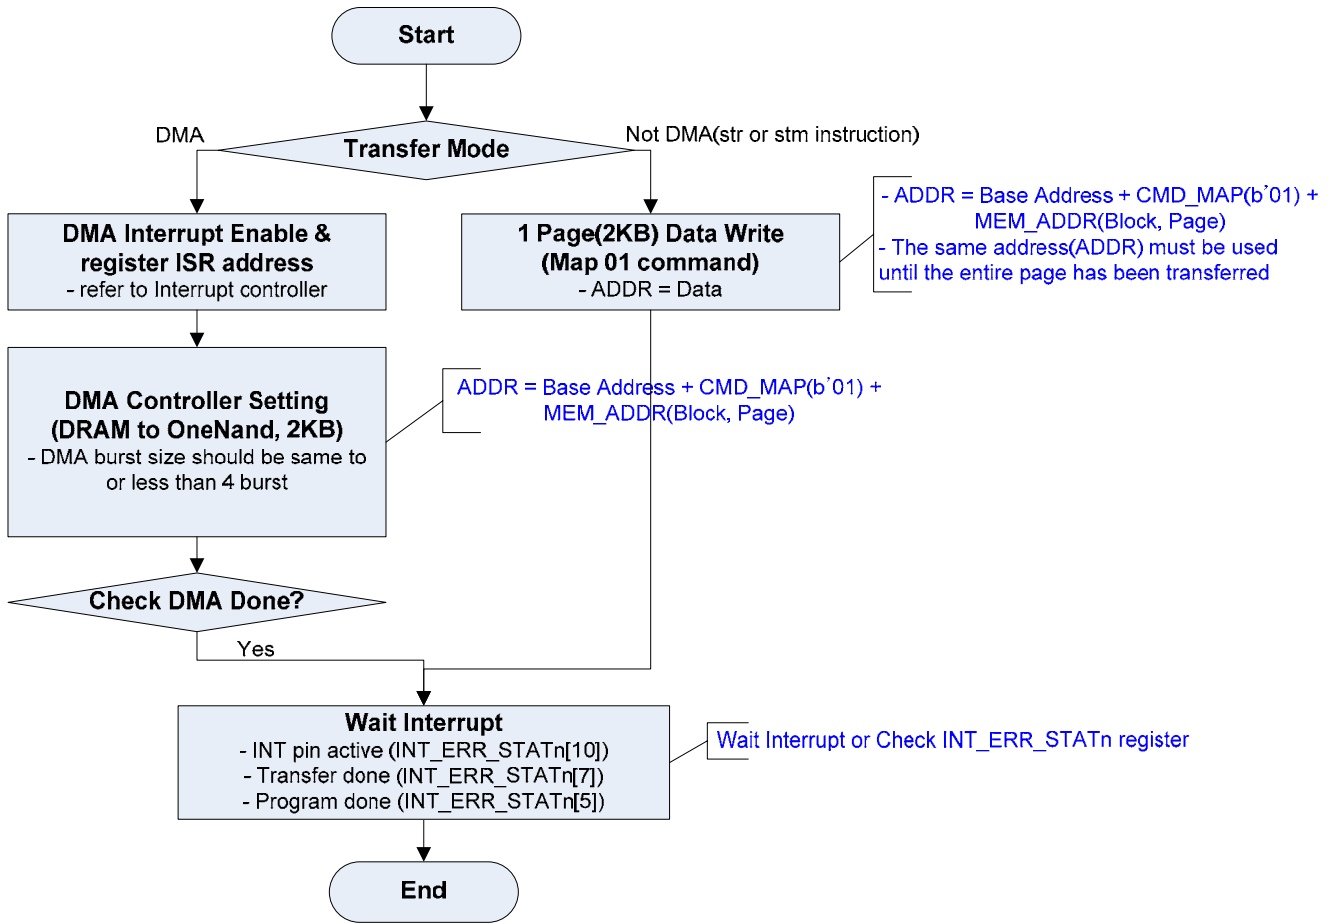 Start
DMA
Transfer Mode
Not DMA(str or stm instruction)
DMA Interrupt Enable &
register ISR address
- refer to Interrupt controller
1 Page(2KB) Data Write
(Map 01 command)
- ADDR = Data
- ADDR = Base Address + CMD_MAP(b’01) +
MEM_ADDR(Block, Page)
- The same address(ADDR) must be used
until the entire page has been transferred
DMA Controller Setting
(DRAM to OneNand, 2KB)
- DMA burst size should be same to
or less than 4 burst
ADDR = Base Address + CMD_MAP(b’01) +
MEM_ADDR(Block, Page)
Check DMA Done?
Yes
Wait Interrupt
- INT pin active (INT_ERR_STATn[10])
- Transfer done (INT_ERR_STATn[7])
- Program done (INT_ERR_STATn[5])
Wait Interrupt or Check INT_ERR_STATn register
End